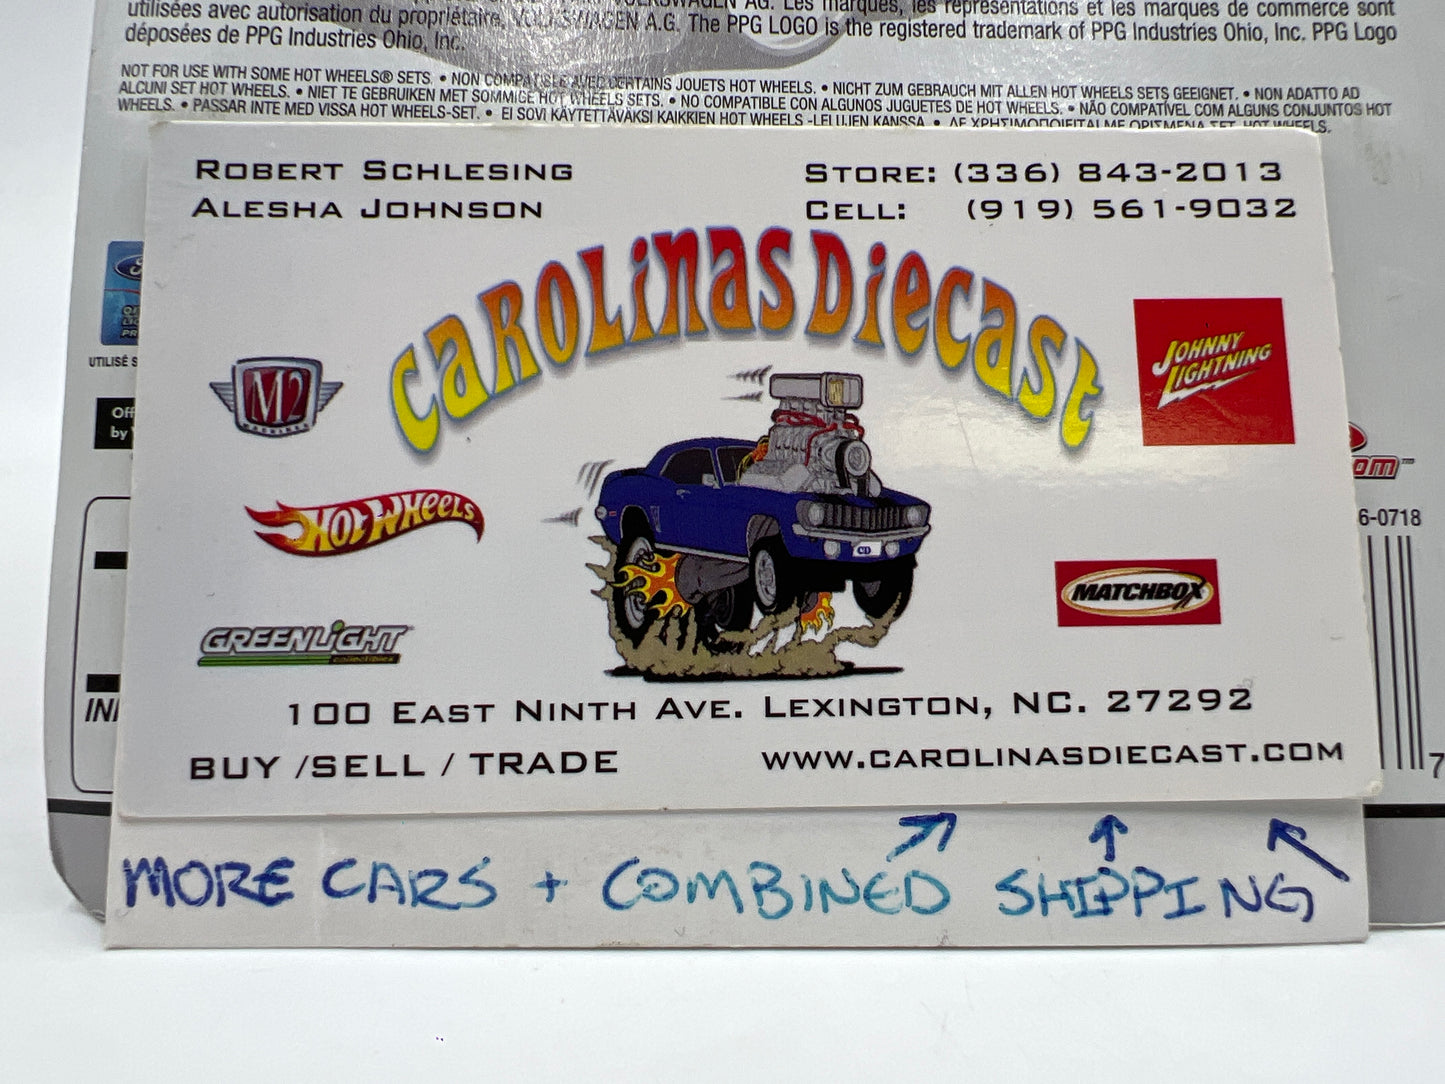 utilisées avec autorisation du propriétaire, VOLKSWAGEN A.G. The PPG LOGO is the registered trademark of PPG Industries Ohio, Inc. PPG Logo
déposées de PPG Industries Ohio, Inc.
NOT FOR USE WITH SOME HOT WHEELS® SETS. • NON COMPATIBLE AVEC CERTAINS JOUETS HOT WHEELS. • NICHT ZUM GEBRAUCH MIT ALLEN HOT WHEELS SETS GEEIGNET. • NON ADATTO AD
ALCUNI SET HOT WHEELS. • NIET TE GEBRUIKEN MET SOMMIGE HOT WHEELS SETS. • NO COMPATIBLE CON ALGUNOS JUGUETES DE HOT WHEELS. • NÃO COMPATÍVEL COM ALGUNS CONJUNTOS HOT
WHEELS. • PASSAR INTE MED VISSA HOT WHEELS-SET. • EI SOVI KÄYTETTÄVÄKSI KAIKKIEN HOT WHEELS -LELUJEN KANSSA
ROBERT SCHLESING
ALESHA JOHNSON
STORE: (336) 843-2013
CELL: (919) 561-9032
CAROLINAS DIECAST
M2
MACHINES
JOHNNY
LIGHTNING
HOT WHEELS
CD
MATCHBOX
GREENLIGHT
collectibles
100 EAST NINTH AVE. LEXINGTON, NC. 27292
BUY /SELL / TRADE
WWW.CAROLINASDIECAST.COM
UTILISÉ
6-0718
7
MORE CARS + COMBINED SHIPPING